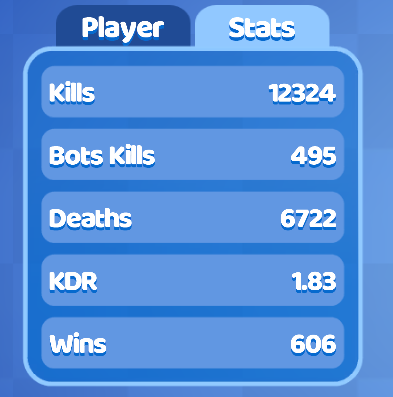 Player Stats
Kills 12324
Bots Kills 495
Deaths 6722
KDR 1.83
Wins 606